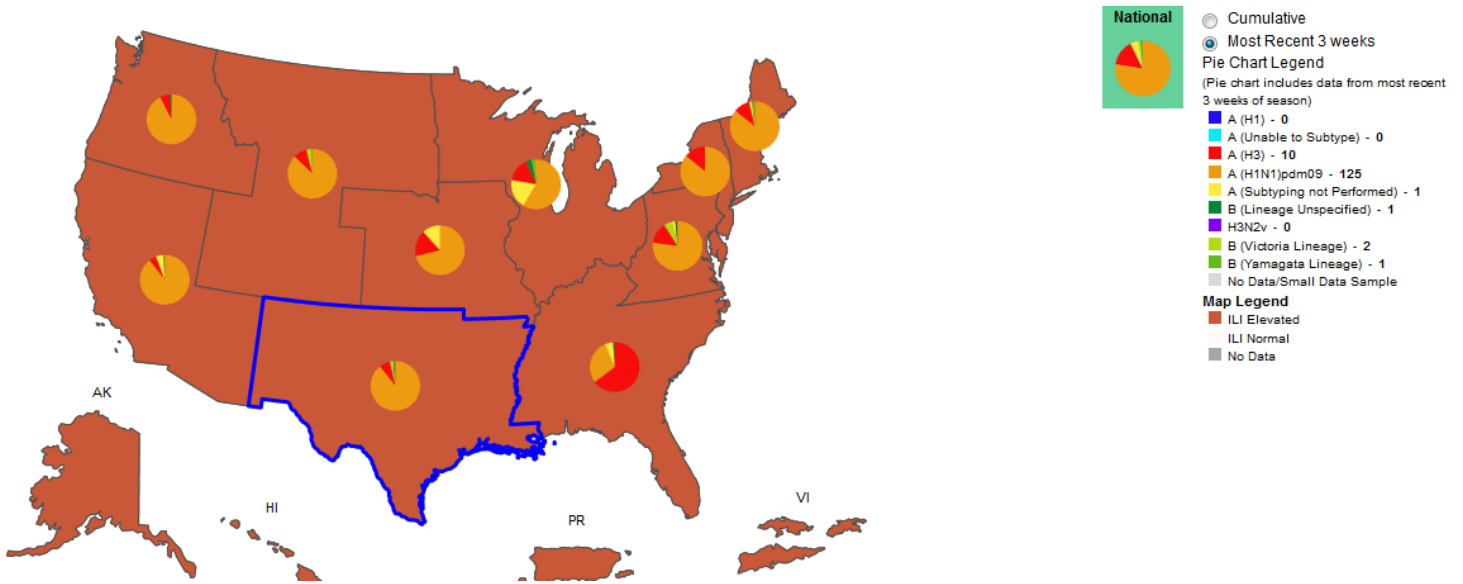 National
Cumulative
Most Recent 3 weeks
Pie Chart Legend
(Pie chart includes data from most recent
3 weeks of season)
A (H1) - 0
A (Unable to Subtype) - 0
A (H3) - 10
A (H1N1)pdm09 - 125
A (Subtyping not Performed) - 1
B (Lineage Unspecified) - 1
H3N2v - 0
B (Victoria Lineage) - 2
B (Yamagata Lineage) - 1
No Data/Small Data Sample
Map Legend
ILI Elevated
ILI Normal
No Data
AK
HI
PR
VI